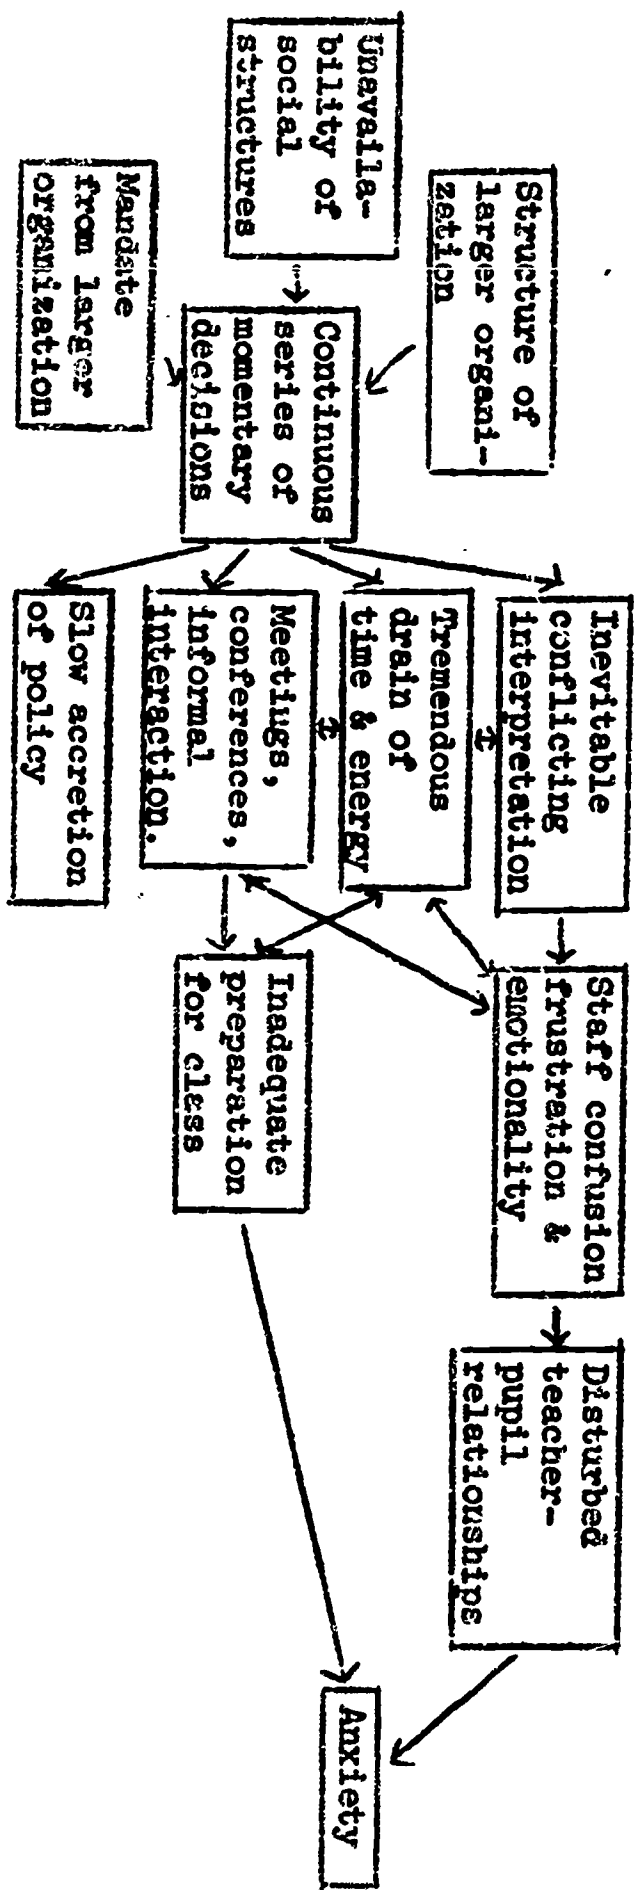 Structure of
larger organi-
zation
Unavaila-
bility of
social
structures
Mandate
from larger
organization
Continuous
series of
momentary
decisions
Inevitable
conflicting
interpretation
Tremendous
drain of
time & energy
Meetings,
conferences,
informal
interaction.
Slow accretion
of policy
Staff confusion
frustration &
emotionality
Inadequate
preparation
for class
Disturbed
teacher-
pupil
relationships
Anxiety